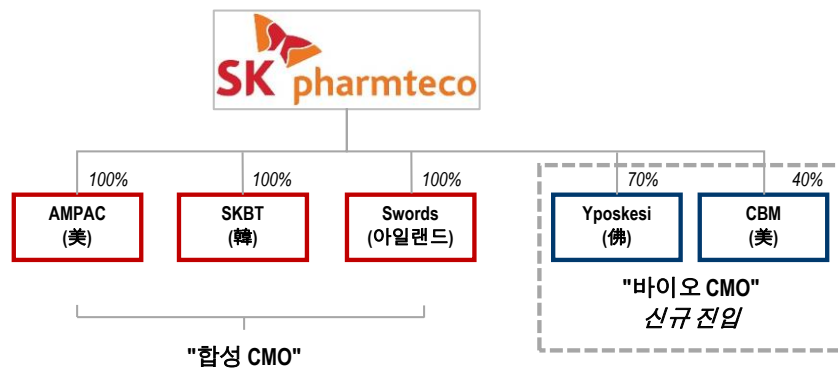 SK pharmteco
100%
100%
100%
70%
40%
AMPAC
(美)
SKBT
(韓)
Swords
(아일랜드)
Yposkesi
(佛)
CBM
(美)
"바이오 CMO"
신규 진입
"합성 CMO"